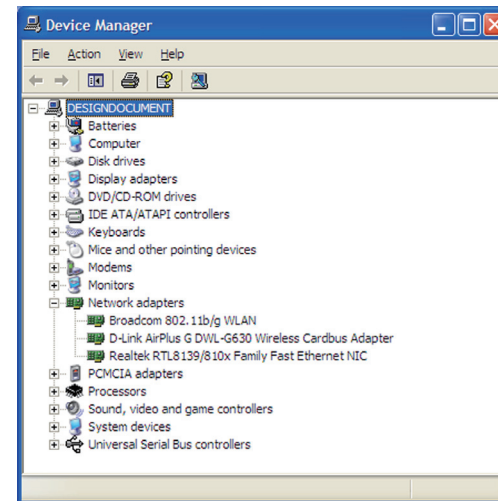 Device Manager
File Action View Help
DESIGNDOCUMENT
Batteries
Computer
Disk drives
Display adapters
DVD/CD-ROM drives
IDE ATA/ATAPI controllers
Keyboards
Mice and other pointing devices
Modems
Monitors
Network adapters
Broadcom 802.11b/g WLAN
D-Link AirPlus G DWL-G630 Wireless Cardbus Adapter
Realtek RTL8139/810x Family Fast Ethernet NIC
PCMCIA adapters
Processors
Sound, video and game controllers
System devices
Universal Serial Bus controllers